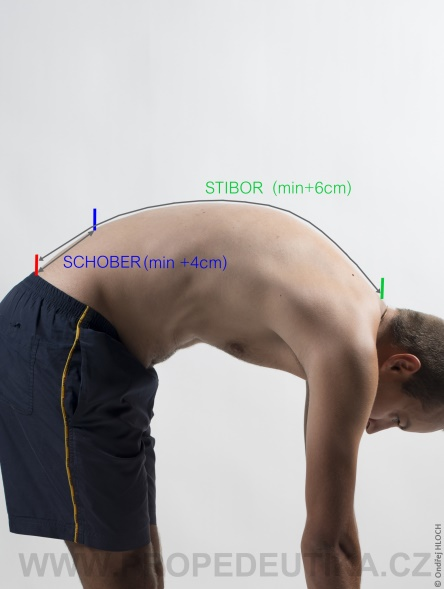 STIBOR (min+6cm)
SCHOBER (min +4cm)
WWW.PROPEDEUTIKA.CZ
© Ondřej HLOCH